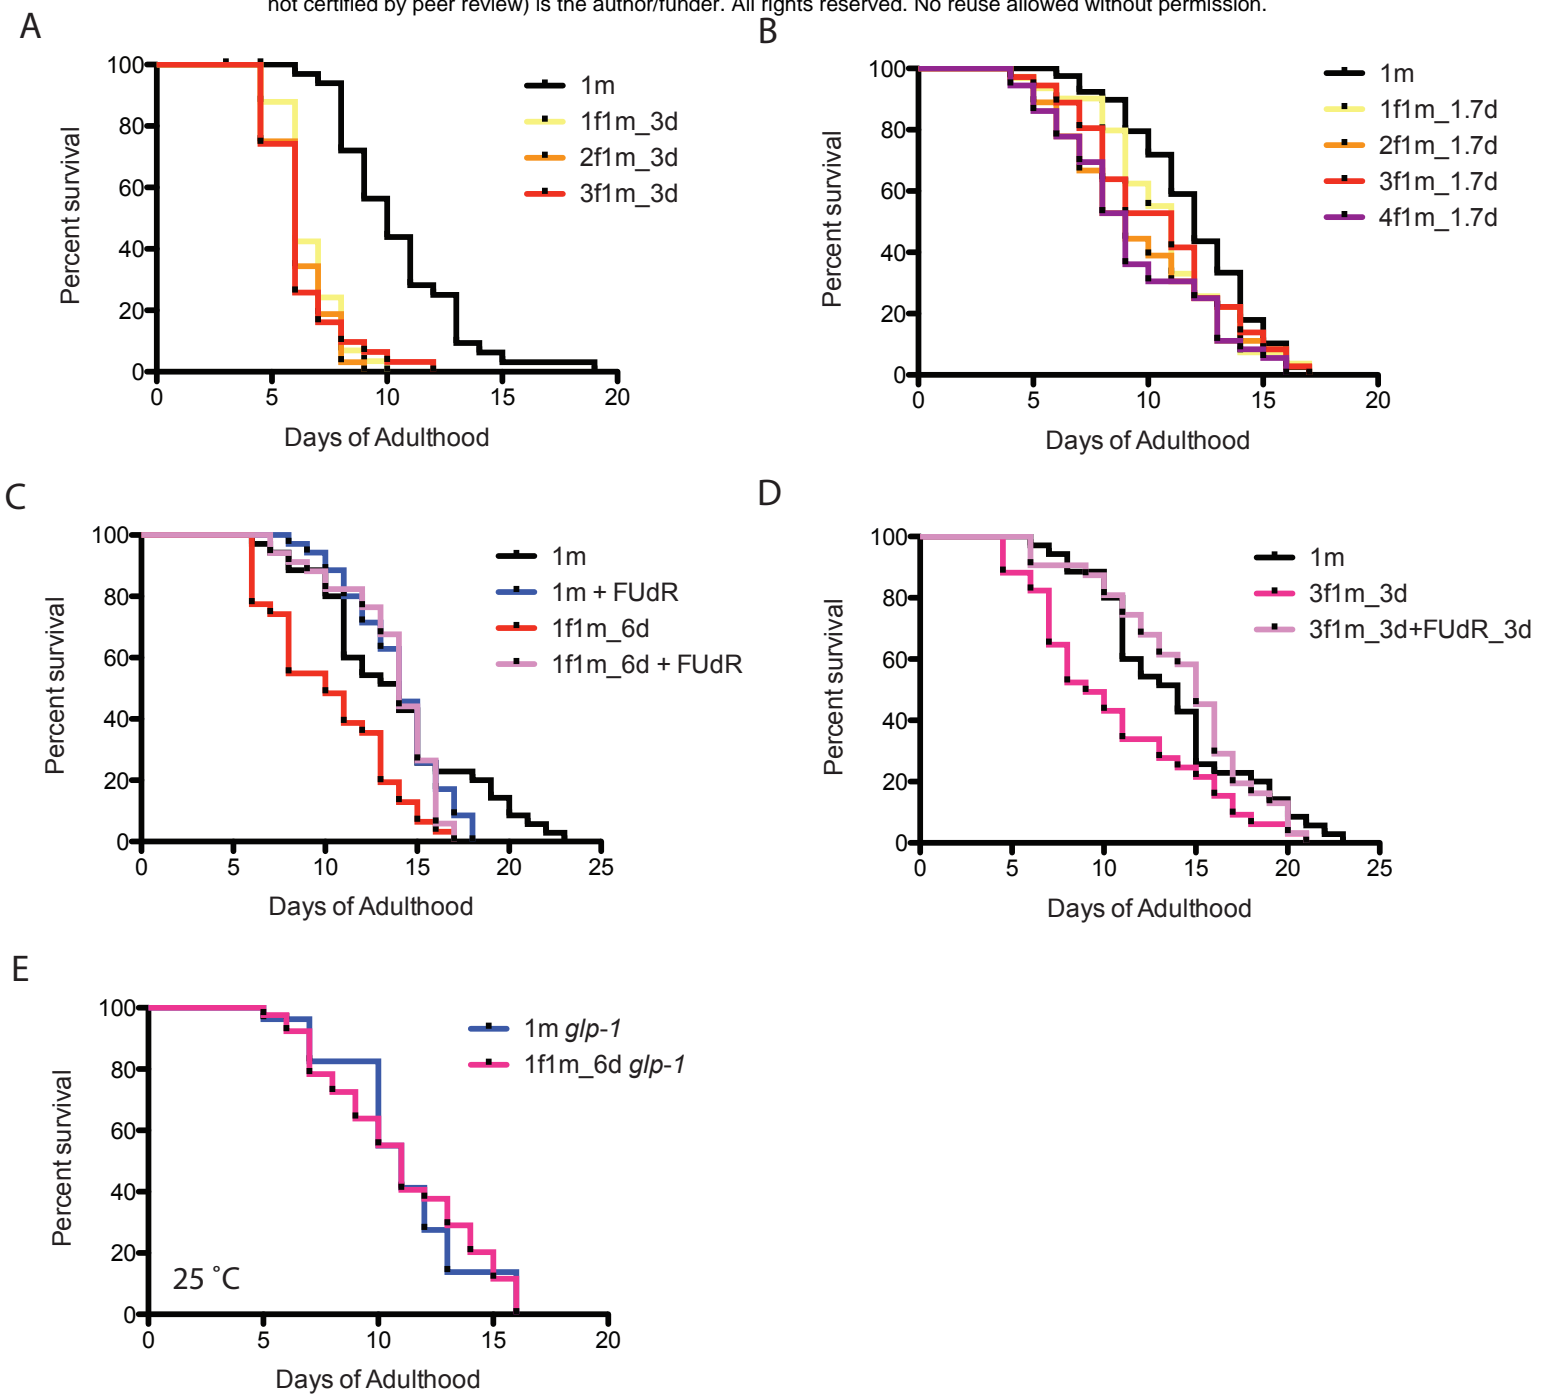 not certified by peer review) is the author/funder. All rights reserved. No reuse allowed without permission.
A
100
80
60
40
20
0
Percent survival
0 5 10 15 20
Days of Adulthood
1m
1f1m_3d
2f1m_3d
3f1m_3d
B
100
80
60
40
20
0
Percent survival
0 5 10 15 20
Days of Adulthood
1m
1f1m_1.7d
2f1m_1.7d
3f1m_1.7d
4f1m_1.7d
C
100
80
60
40
20
0
Percent survival
0 5 10 15 20 25
Days of Adulthood
1m
1m + FUdR
1f1m_6d
1f1m_6d + FUdR
D
100
80
60
40
20
0
Percent survival
0 5 10 15 20 25
Days of Adulthood
1m
3f1m_3d
3f1m_3d+FUdR_3d
E
100
80
60
40
20
0
Percent survival
25 ˚C
0 5 10 15 20
Days of Adulthood
1m glp-1
1f1m_6d glp-1